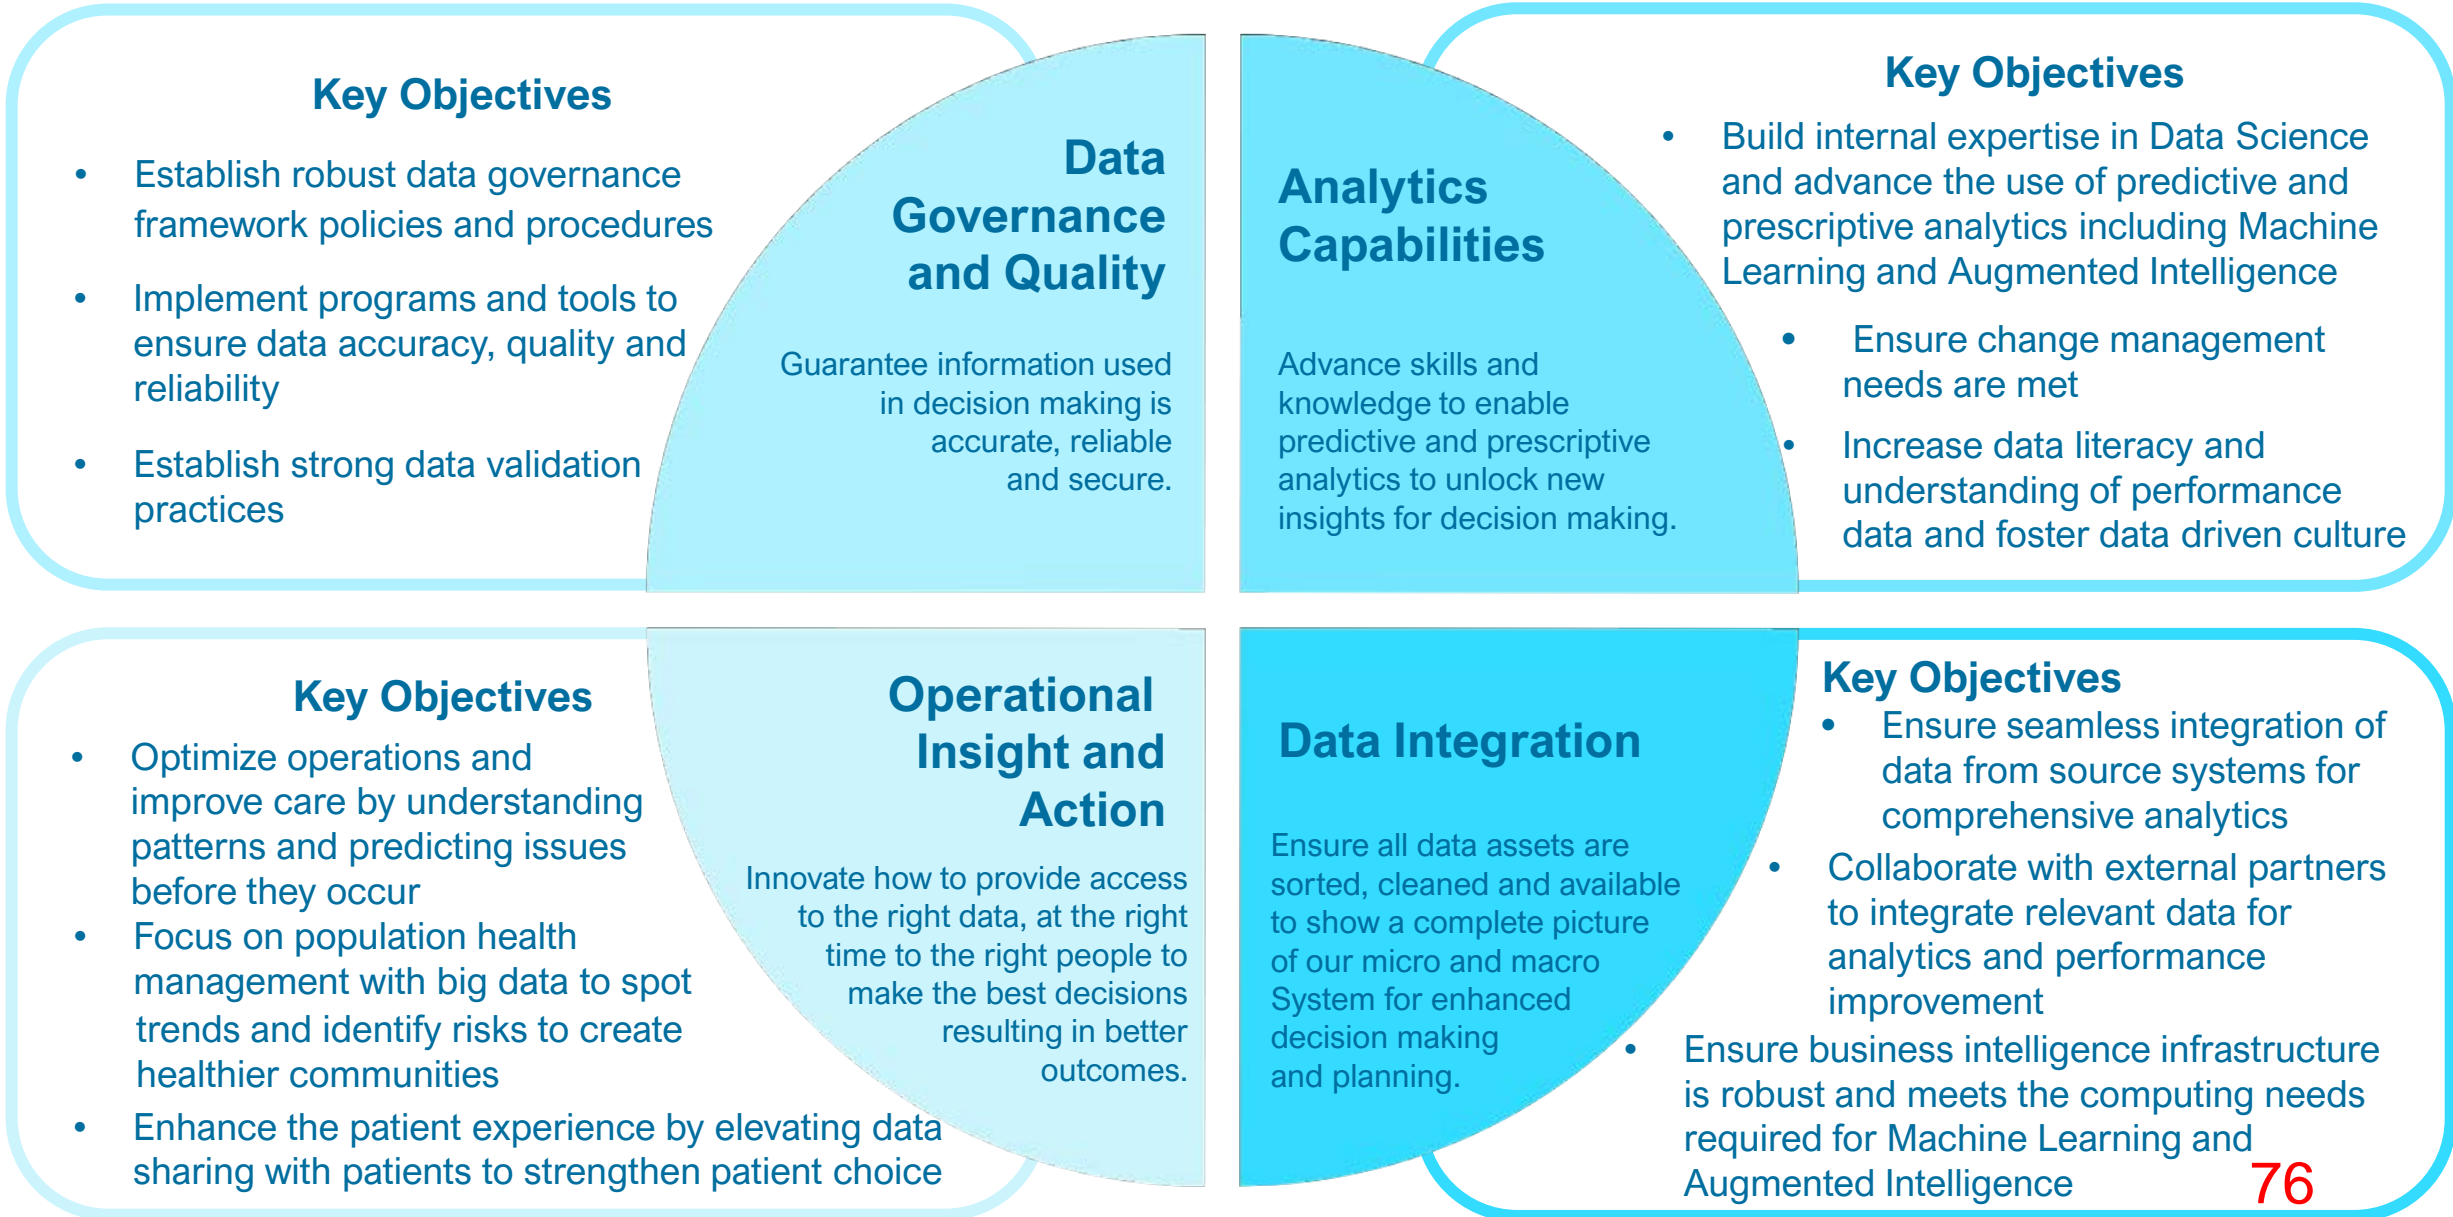 Key Objectives
• Establish robust data governance
framework policies and procedures
• Implement programs and tools to
ensure data accuracy, quality and
reliability
• Establish strong data validation
practices
Data
Governance
and Quality
Guarantee information used
in decision making is
accurate, reliable
and secure.
Analytics
Capabilities
Advance skills and
knowledge to enable
predictive and prescriptive
analytics to unlock new
insights for decision making.
Key Objectives
• Build internal expertise in Data Science
and advance the use of predictive and
prescriptive analytics including Machine
Learning and Augmented Intelligence
• Ensure change management
needs are met
• Increase data literacy and
understanding of performance
data and foster data driven culture
Key Objectives
• Optimize operations and
improve care by understanding
patterns and predicting issues
before they occur
• Focus on population health
management with big data to spot
trends and identify risks to create
healthier communities
• Enhance the patient experience by elevating data
sharing with patients to strengthen patient choice
Operational
Insight and
Action
Innovate how to provide access
to the right data, at the right
time to the right people to
make the best decisions
resulting in better
outcomes.
Data Integration
Ensure all data assets are
sorted, cleaned and available
to show a complete picture
of our micro and macro
System for enhanced
decision making
and planning.
Key Objectives
• Ensure seamless integration of
data from source systems for
comprehensive analytics
• Collaborate with external partners
to integrate relevant data for
analytics and performance
improvement
• Ensure business intelligence infrastructure
is robust and meets the computing needs
required for Machine Learning and
Augmented Intelligence
76